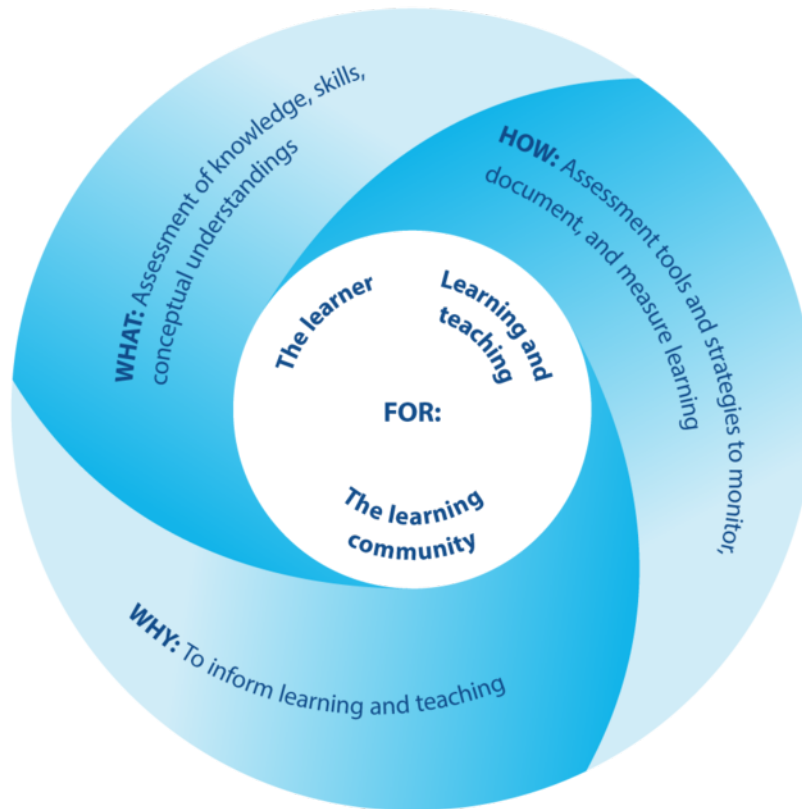 WHAT: Assessment of knowledge, skills,
conceptual understandings
HOW: Assessment tools and strategies to monitor,
document, and measure learning
The learner
Learning and
teaching
FOR:
The learning
community
WHY: To inform learning and teaching